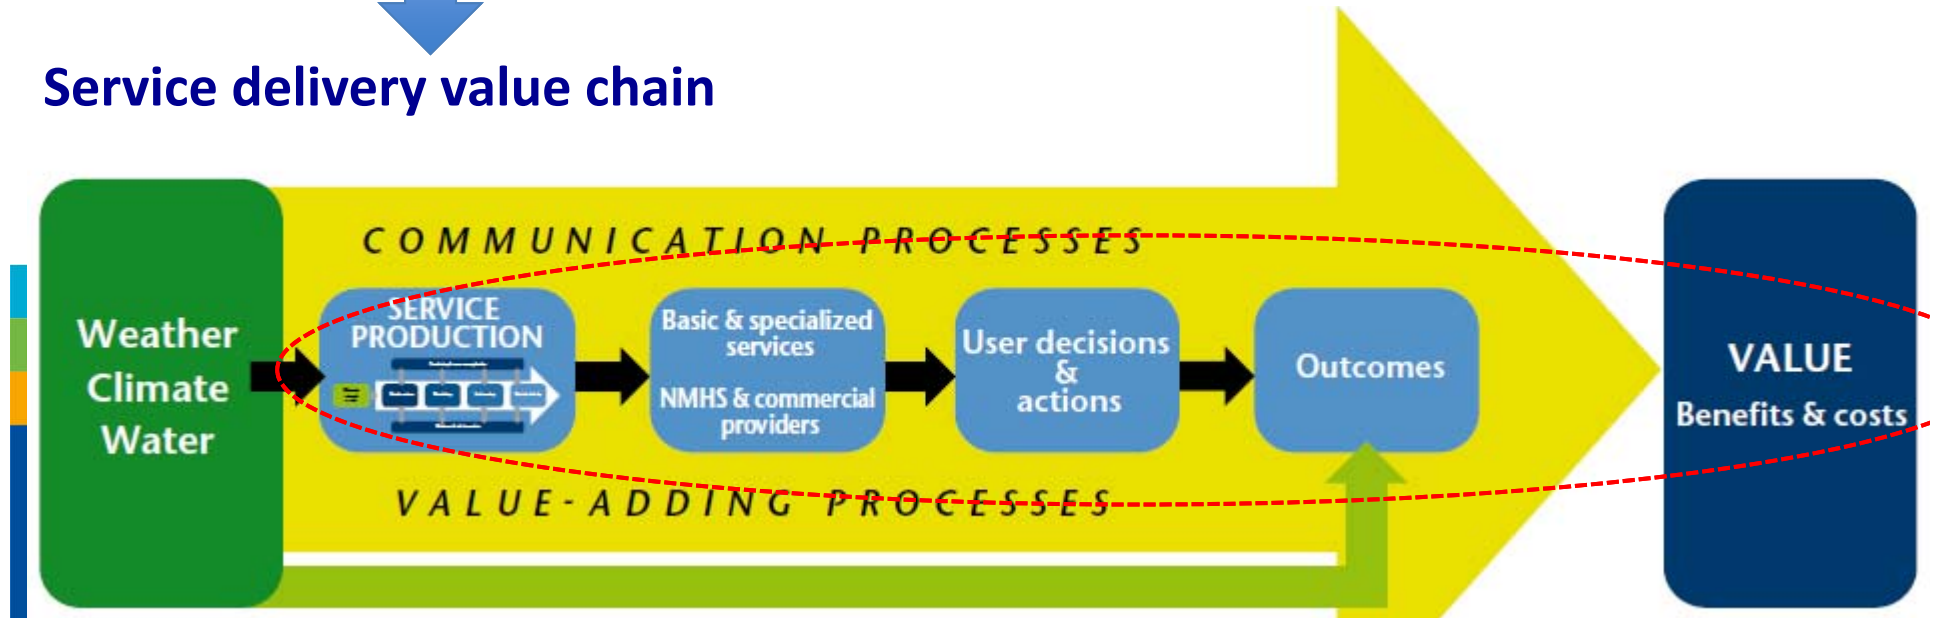 Service delivery value chain
COMMUNICATION PROCESSES
Weather
Climate
Water
SERVICE
PRODUCTION
Basic & specialized
services
NMHS & commercial
providers
User decisions
&
actions
Outcomes
VALUE
Benefits & costs
VALUE-ADDING PROCESSES